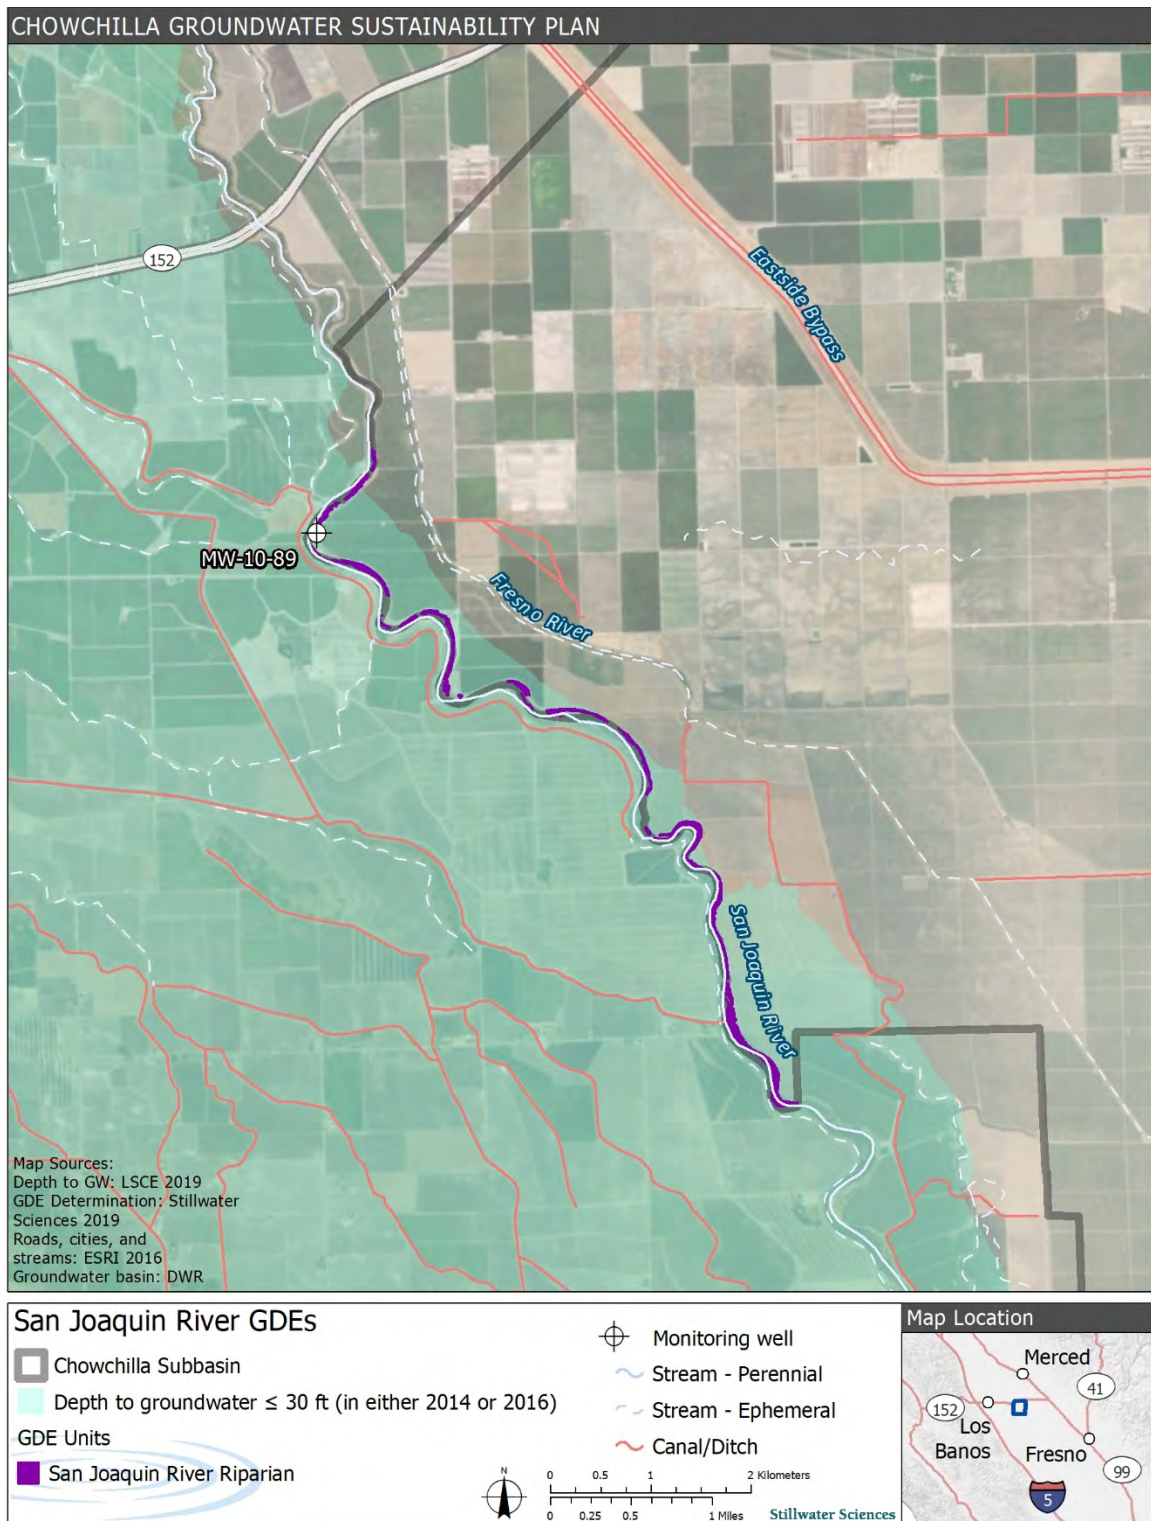 CHOWCHILLA GROUNDWATER SUSTAINABILITY PLAN
152
Eastside Bypass
MW-10-89
Fresno River
San Joaquin River
Map Sources:
Depth to GW: LSCE 2019
GDE Determination: Stillwater
Sciences 2019
Roads, cities, and
streams: ESRI 2016
Groundwater basin: DWR
San Joaquin River GDEs
Chowchilla Subbasin
Depth to groundwater ≤ 30 ft (in either 2014 or 2016)
GDE Units
San Joaquin River Riparian
Monitoring well
Stream - Perennial
Stream - Ephemeral
Canal/Ditch
N
0 0.5 1 2 Kilometers
0 0.25 0.5 1 Miles
Stillwater Sciences
Map Location
Merced
41
152
Los
Banos
Fresno
99
5